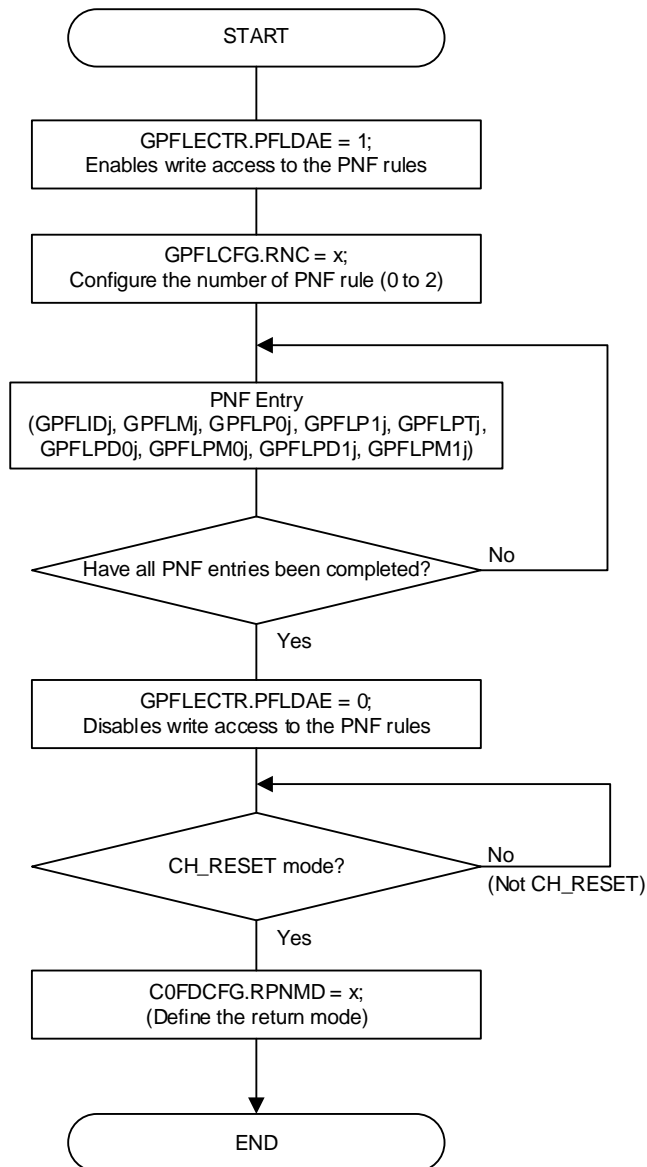 START
GPFLECTR.PFLDAE = 1;
Enables write access to the PNF rules
GPFLCFG.RNC = x;
Configure the number of PNF rule (0 to 2)
PNF Entry
(GPFLIDj, GPFLMj, GPFLP0j, GPFLP1j, GPFLPTj,
GPFLPD0j, GPFLPM0j, GPFLPD1j, GPFLPM1j)
Have all PNF entries been completed?
No
Yes
GPFLECTR.PFLDAE = 0;
Disables write access to the PNF rules
CH_RESET mode?
No
(Not CH_RESET)
Yes
C0FDCFG.RPNMD = x;
(Define the return mode)
END